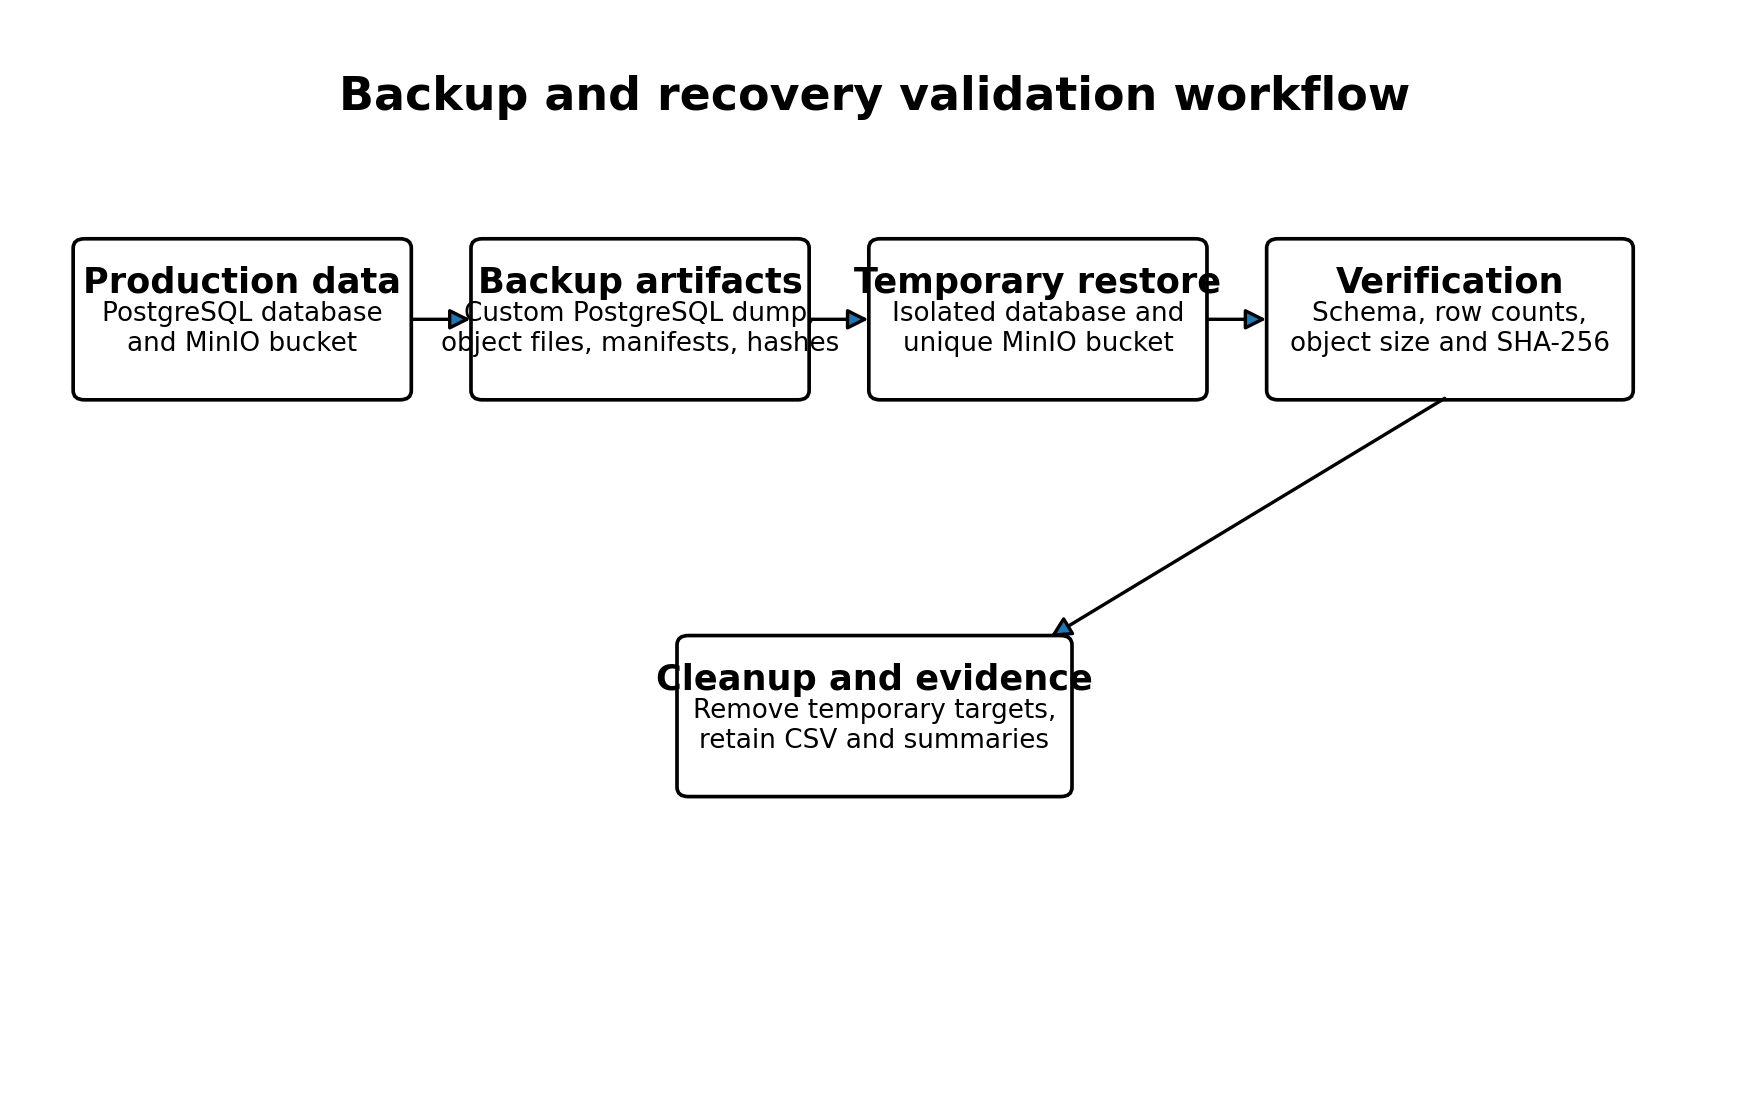 Backup and recovery validation workflow
Production data
PostgreSQL database
and MinIO bucket
Backup artifacts
Custom PostgreSQL dump,
object files, manifests, hashes
Temporary restore
Isolated database and
unique MinIO bucket
Verification
Schema, row counts,
object size and SHA-256
Cleanup and evidence
Remove temporary targets,
retain CSV and summaries